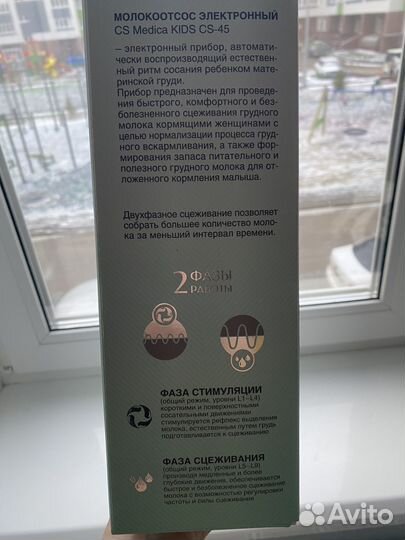 МОЛОКООТСОС ЭЛЕКТРОННЫЙ
CS Medica KIDS CS-45
– электронный прибор, автомати-
чески воспроизводящий естествен-
ный ритм сосания ребенком мате-
ринской груди.
Прибор предназначен для проведе-
ния быстрого, комфортного и без-
болезненного сцеживания грудного
молока кормящими женщинами с
целью нормализации процесса груд-
ного вскармливания, а также фор-
мирования запаса питательного и
полезного грудного молока для от-
ложенного кормления малыша.
Двухфазное сцеживание позволяет
собрать большее количество моло-
ка за меньший интервал времени.
2 ФАЗЫ
РАБОТЫ
ФАЗА СТИМУЛЯЦИИ
(общий режим, уровни L1–L4)
короткими и поверхностными
сосательными движениями
стимулируется рефлекс выделения
молока, естественным путем грудь
подготавливается к сцеживанию
ФАЗА СЦЕЖИВАНИЯ
(общий режим, уровни L5–L9)
производя медленные и более
глубокие движения, обеспечивается
быстрое и безболезненное сцеживание
молока с возможностью регулировки
частоты и силы сцеживания
Avito